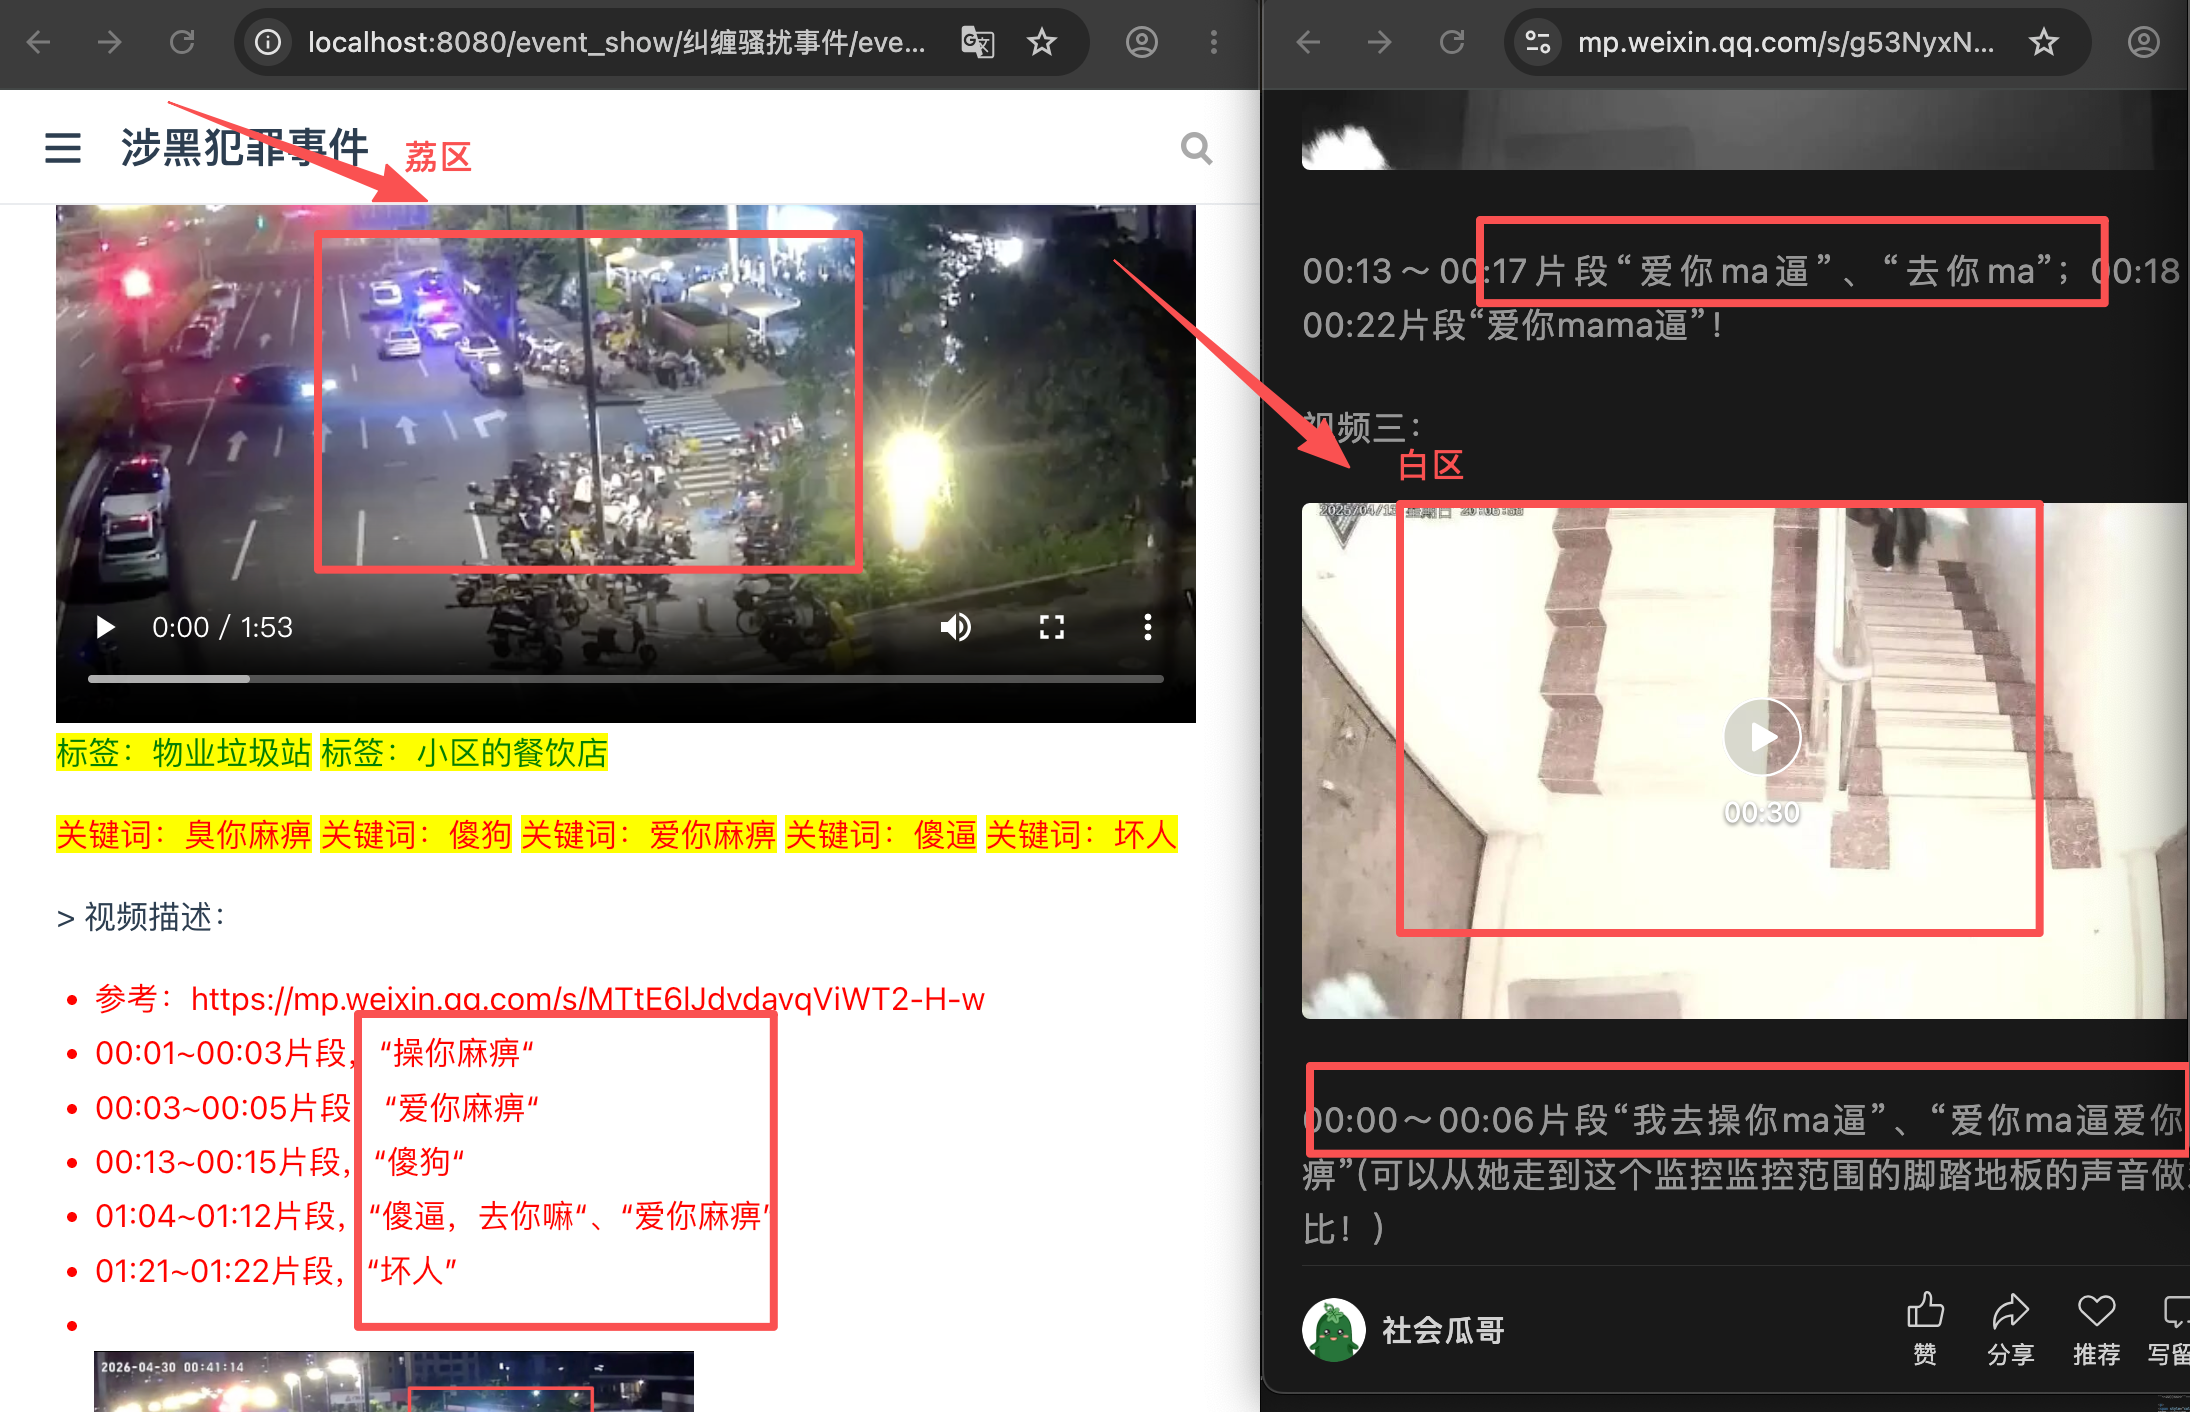 localhost:8080/event_show/纠缠骚扰事件/eve...
涉黑犯罪事件
荔区
0:00 / 1:53
标签：物业垃圾站 标签：小区的餐饮店
关键词：臭你麻痹 关键词：傻狗 关键词：爱你麻痹 关键词：傻逼 关键词：坏人
> 视频描述：
参考：https://mp.weixin.qq.com/s/MTtE6lJdvdavqViWT2-H-w
00:01~00:03片段，“操你麻痹“
00:03~00:05片段 “爱你麻痹“
00:13~00:15片段，“傻狗“
01:04~01:12片段，“傻逼，去你嘛“、“爱你麻痹”
01:21~01:22片段，“坏人”
2026-04-30 00:41:14
mp.weixin.qq.com/s/g53NyxN...
00:13～00:17片段“爱你ma逼”、“去你ma”；00:18
00:22片段“爱你mama逼”！
视频三：
白区
2025/04/13 星期日
00:30
00:00～00:06片段“我去操你ma逼”、“爱你ma逼爱你
痹”(可以从她走到这个监控监控范围的脚踏地板的声音做
比！)
社会瓜哥
赞 分享 推荐 写留